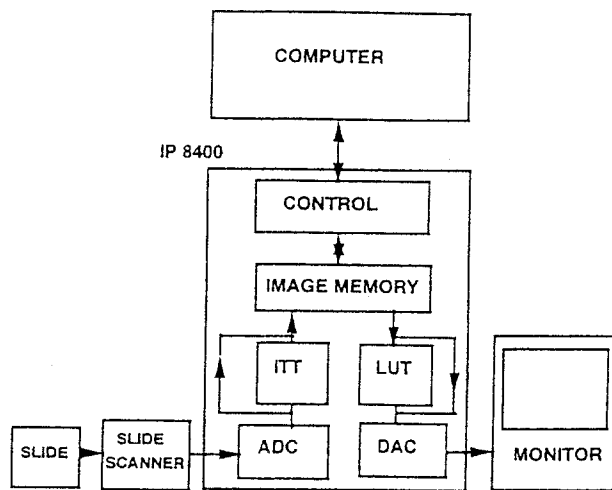 COMPUTER
IP 8400
CONTROL
IMAGE MEMORY
ITT
LUT
SLIDE
SLIDE
SCANNER
ADC
DAC
MONITOR